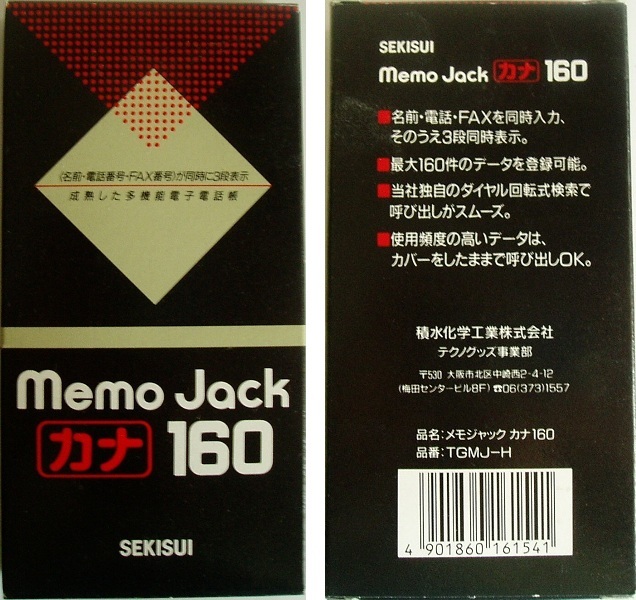 (名前・電話番号・FAX番号)が同時に3段表示
成熟した多機能電子電話帳
Memo Jack
カナ 160
SEKISUI
SEKISUI
Memo Jack カナ 160
■名前・電話・FAXを同時入力、
そのうえ3段同時表示。
■最大160件のデータを登録可能。
■当社独自のダイヤル回転式検索で
呼び出しがスムーズ。
■使用頻度の高いデータは、
カバーをしたままで呼び出しOK。
積水化学工業株式会社
テクノグッズ事業部
〒530 大阪市北区中崎西2-4-12
(梅田センタービル8F) ☎06(373)1557
品名:メモジャック カナ160
品番:TGMJ-H
4 901860 161541